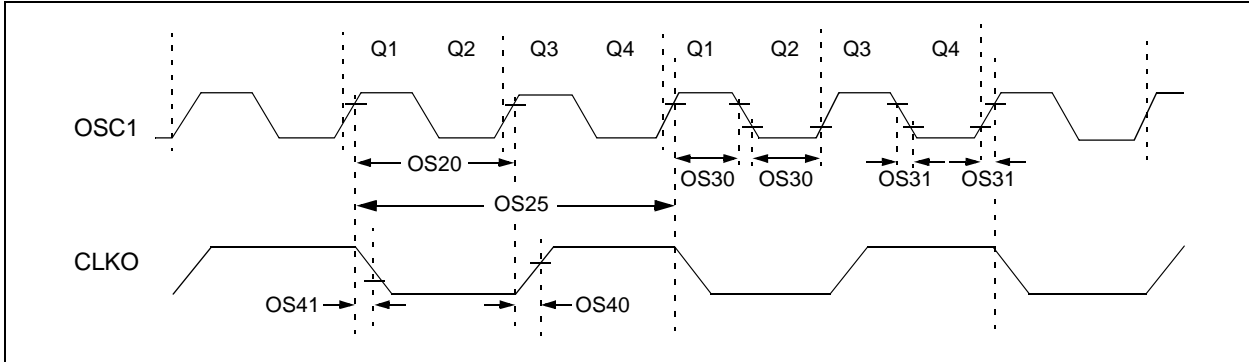 Q1 Q2 Q3 Q4 Q1 Q2 Q3 Q4
OSC1
OS20
OS30 OS30 OS31 OS31
OS25
CLKO
OS41 OS40